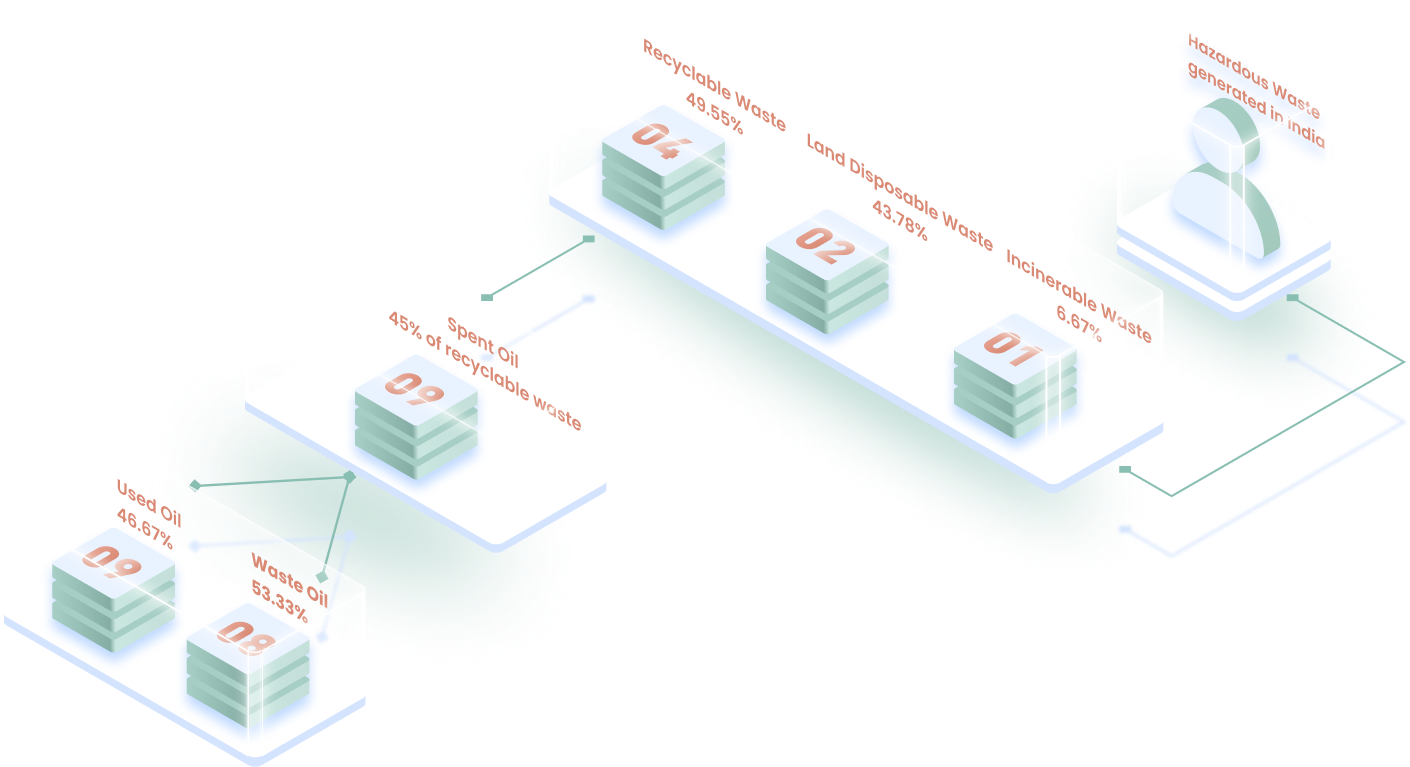 Hazardous Waste
generated in India
Recyclable Waste
49.55%
04
Land Disposable Waste
43.78%
02
Incinerable Waste
6.67%
01
Spent Oil
45% of recyclable waste
09
Used Oil
46.67%
09
Waste Oil
53.33%
08